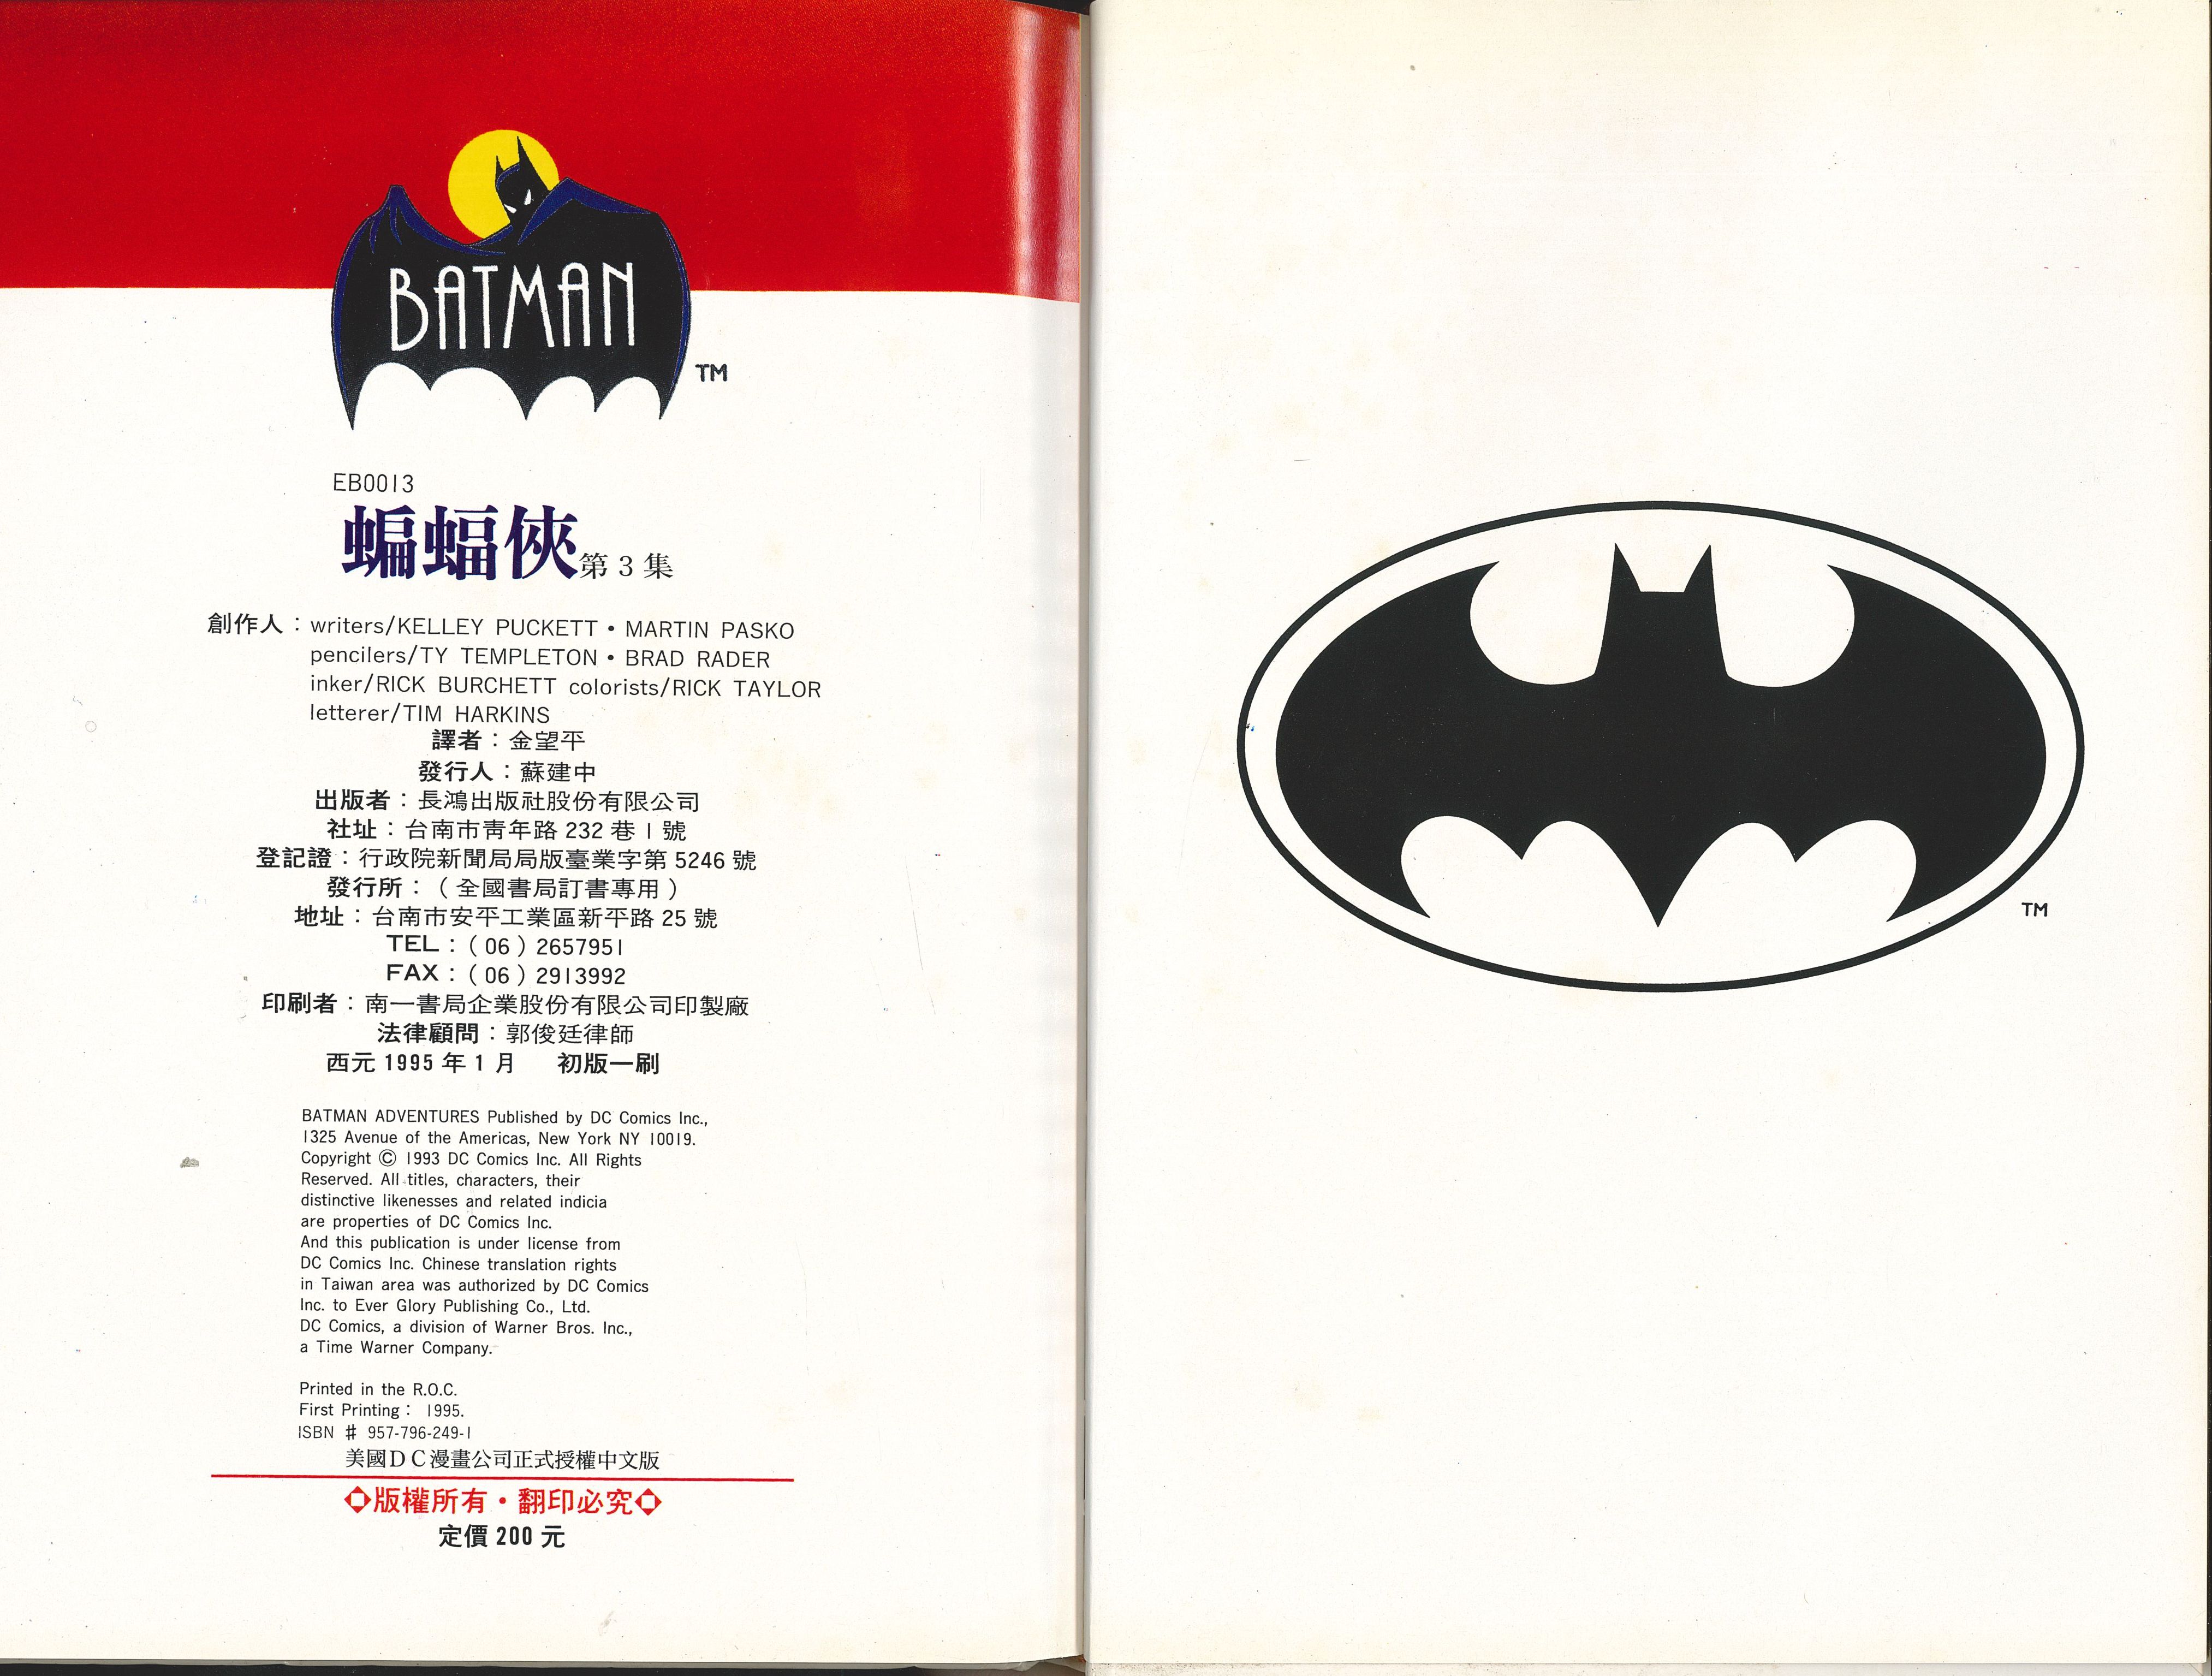 BATMAN
TM
EB0013
蝙蝠俠第3集
創作人：writers/KELLEY PUCKETT • MARTIN PASKO
pencilers/TY TEMPLETON • BRAD RADER
inker/RICK BURCHETT colorists/RICK TAYLOR
letterer/TIM HARKINS
譯者：金望平
發行人：蘇建中
出版者：長鴻出版社股份有限公司
社址：台南市靑年路232巷1號
登記證：行政院新聞局局版臺業字第5246號
發行所：（全國書局訂書專用）
地址：台南市安平工業區新平路25號
TEL：（06）2657951
FAX：（06）2913992
印刷者：南一書局企業股份有限公司印製廠
法律顧問：郭俊廷律師
西元1995年1月 初版一刷
BATMAN ADVENTURES Published by DC Comics Inc.,
1325 Avenue of the Americas, New York NY 10019.
Copyright © 1993 DC Comics Inc. All Rights
Reserved. All titles, characters, their
distinctive likenesses and related indicia
are properties of DC Comics Inc.
And this publication is under license from
DC Comics Inc. Chinese translation rights
in Taiwan area was authorized by DC Comics
Inc. to Ever Glory Publishing Co., Ltd.
DC Comics, a division of Warner Bros. Inc.,
a Time Warner Company.
Printed in the R.O.C.
First Printing： 1995.
ISBN ♯ 957-796-249-1
美國DC漫畫公司正式授權中文版
版權所有・翻印必究
定價200元
TM